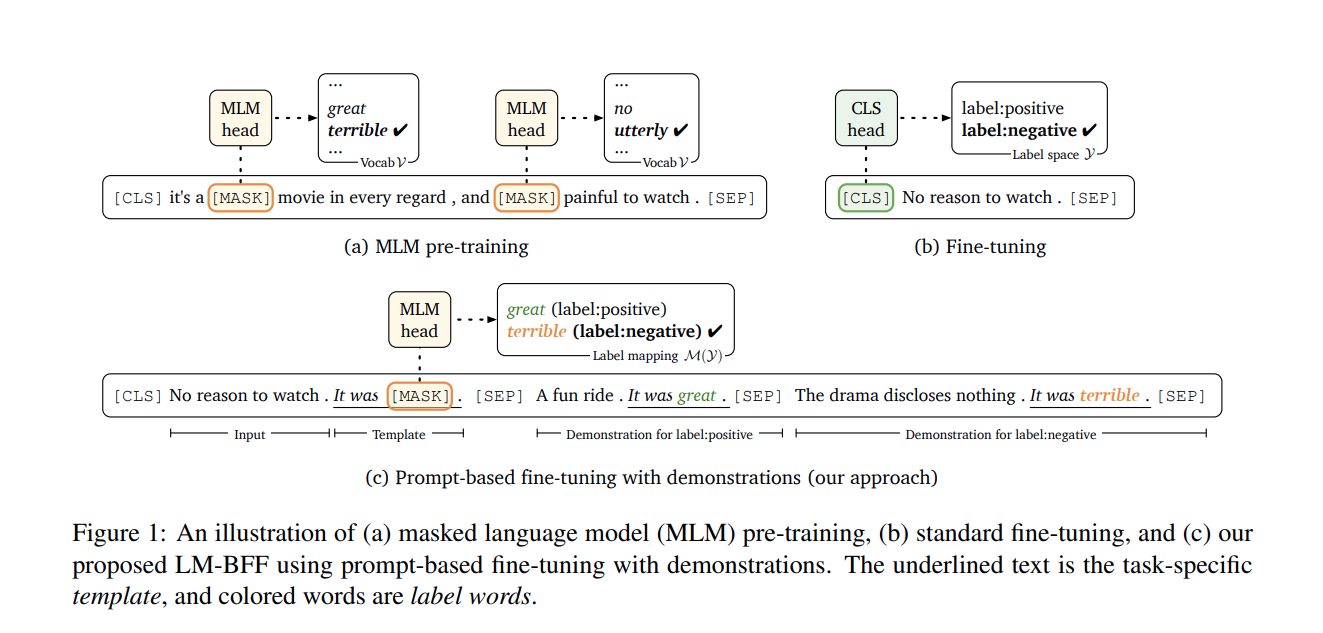 MLM head
...
great
terrible ✔
...
Vocab 𝒱
MLM head
...
no
utterly ✔
...
Vocab 𝒱
[CLS] it's a [MASK] movie in every regard , and [MASK] painful to watch . [SEP]
(a) MLM pre-training
CLS head
label:positive
label:negative ✔
Label space 𝒴
[CLS] No reason to watch . [SEP]
(b) Fine-tuning
MLM head
great (label:positive)
terrible (label:negative) ✔
Label mapping ℳ(𝒴)
[CLS] No reason to watch . It was [MASK] . [SEP] A fun ride . It was great . [SEP] The drama discloses nothing . It was terrible . [SEP]
Input
Template
Demonstration for label:positive
Demonstration for label:negative
(c) Prompt-based fine-tuning with demonstrations (our approach)
Figure 1: An illustration of (a) masked language model (MLM) pre-training, (b) standard fine-tuning, and (c) our
proposed LM-BFF using prompt-based fine-tuning with demonstrations. The underlined text is the task-specific
template, and colored words are label words.